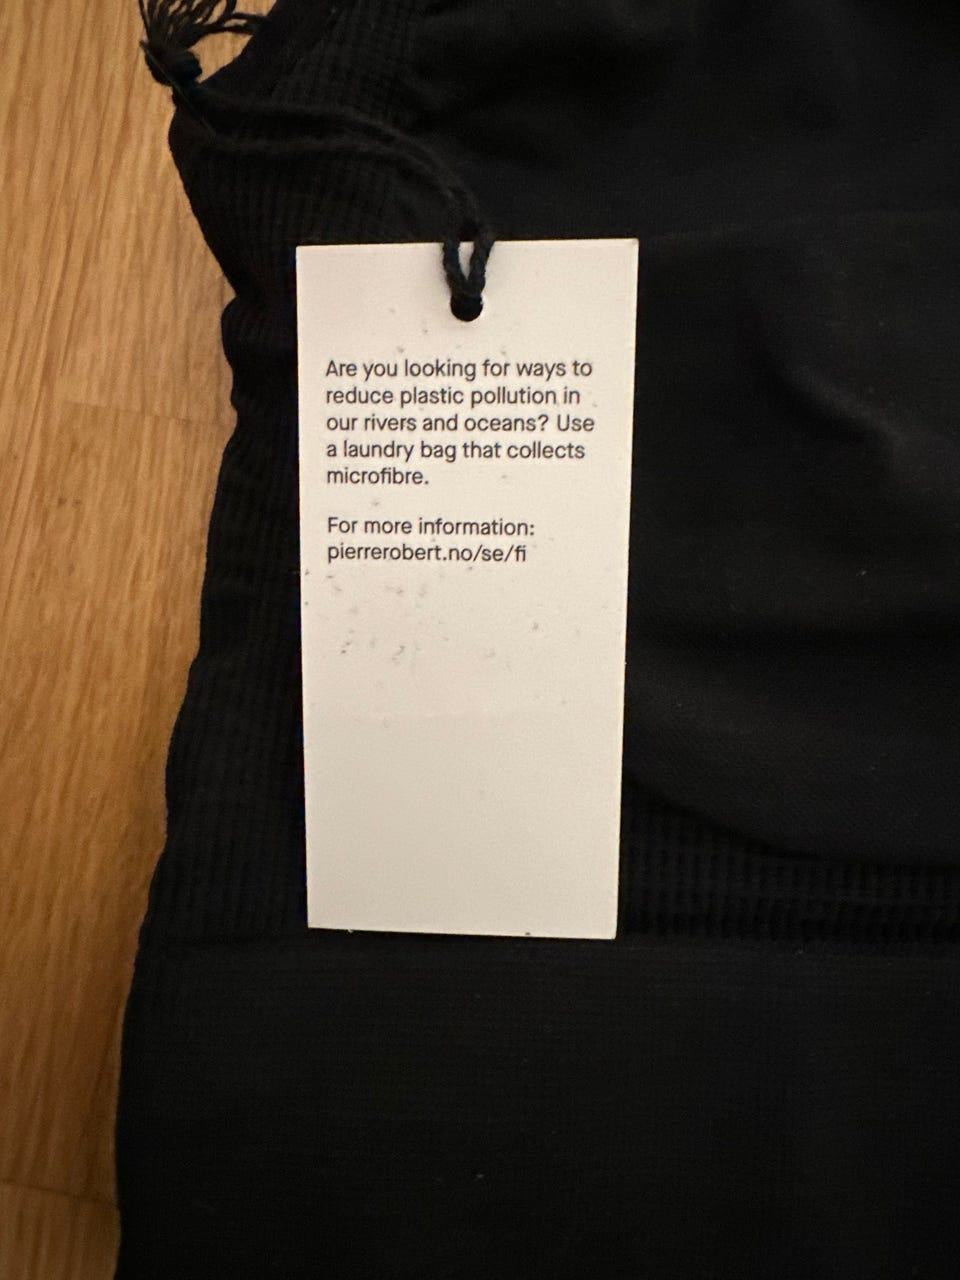 Are you looking for ways to
reduce plastic pollution in
our rivers and oceans? Use
a laundry bag that collects
microfibre.
For more information:
pierrerobert.no/se/fi